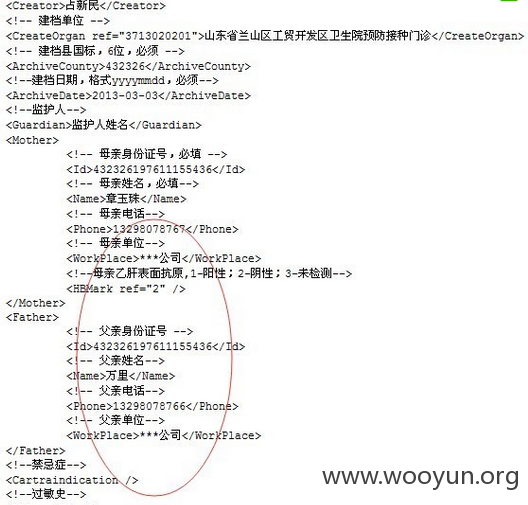 <Creator>占新民</Creator>
<!-- 建档单位 -->
<CreateOrgan ref="3713020201">山东省兰山区工贸开发区卫生院预防接种门诊</CreateOrgan>
<!-- 建档县国标，6位，必须 -->
<ArchiveCounty>432326</ArchiveCounty>
<!--建档日期，格式yyyymmdd，必须-->
<ArchiveDate>2013-03-03</ArchiveDate>
<!--监护人-->
<Guardian>监护人姓名</Guardian>
<Mother>
<!-- 母亲身份证号，必填 -->
<Id>432326197611155436</Id>
<!-- 母亲姓名，必填-->
<Name>章玉珠</Name>
<!-- 母亲电话-->
<Phone>13298078767</Phone>
<!-- 母亲单位-->
<WorkPlace>***公司</WorkPlace>
<!--母亲乙肝表面抗原,1-阳性；2-阴性；3-未检测-->
<HBMark ref="2" />
</Mother>
<Father>
<!-- 父亲身份证号 -->
<Id>432326197611155436</Id>
<!-- 父亲姓名-->
<Name>万里</Name>
<!-- 父亲电话-->
<Phone>13298078766</Phone>
<!-- 父亲单位-->
<WorkPlace>***公司</WorkPlace>
</Father>
<!--禁忌症-->
<Cartraindication />
<!--过敏史-->
www.wooyun.org